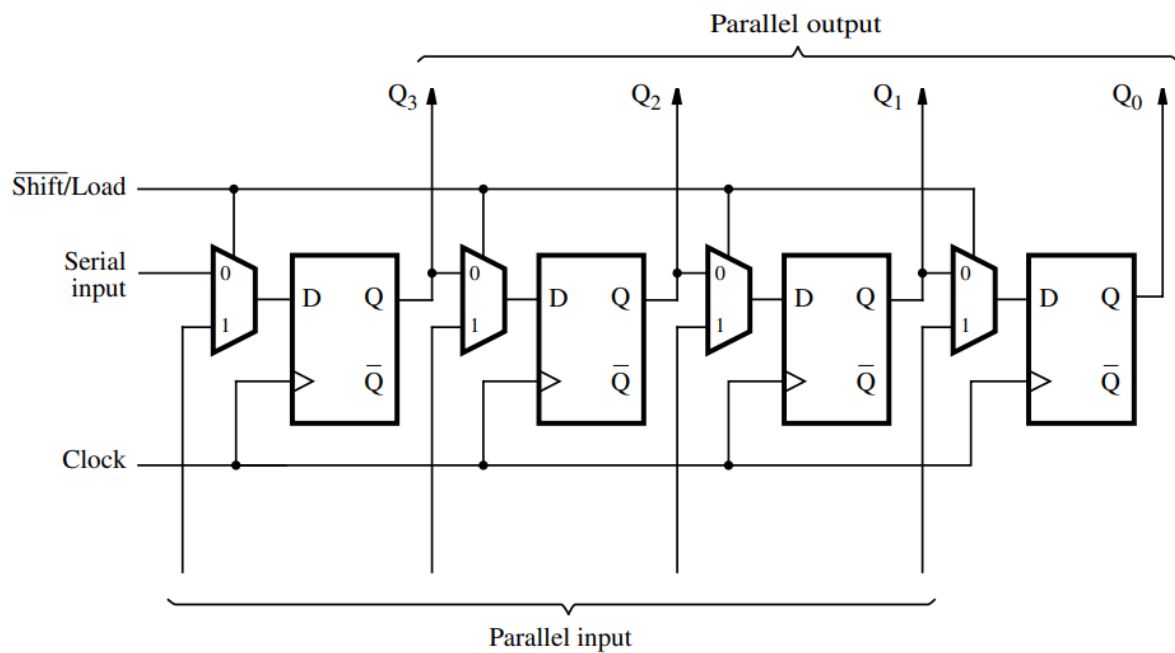 Parallel output
Q₃ Q₂ Q₁ Q₀
S̅h̅i̅f̅t̅/Load
Serial
input
0 0 0 0
D Q D Q D Q D Q
1 1 1 1
Q̅ Q̅ Q̅ Q̅
Clock
Parallel input